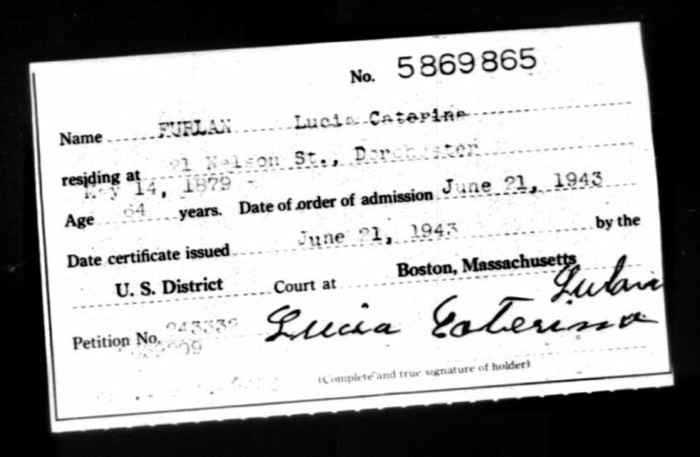 No. 5869865
Name FURLAN Lucia Caterina
residing at 21 Nelson St., Dorchester
May 14, 1879
Age 64 years. Date of order of admission June 21, 1943
Date certificate issued June 21, 1943 by the
U. S. District Court at Boston, Massachusetts
Petition No. 243332
Lucia Caterina Furlan
(Complete and true signature of holder)